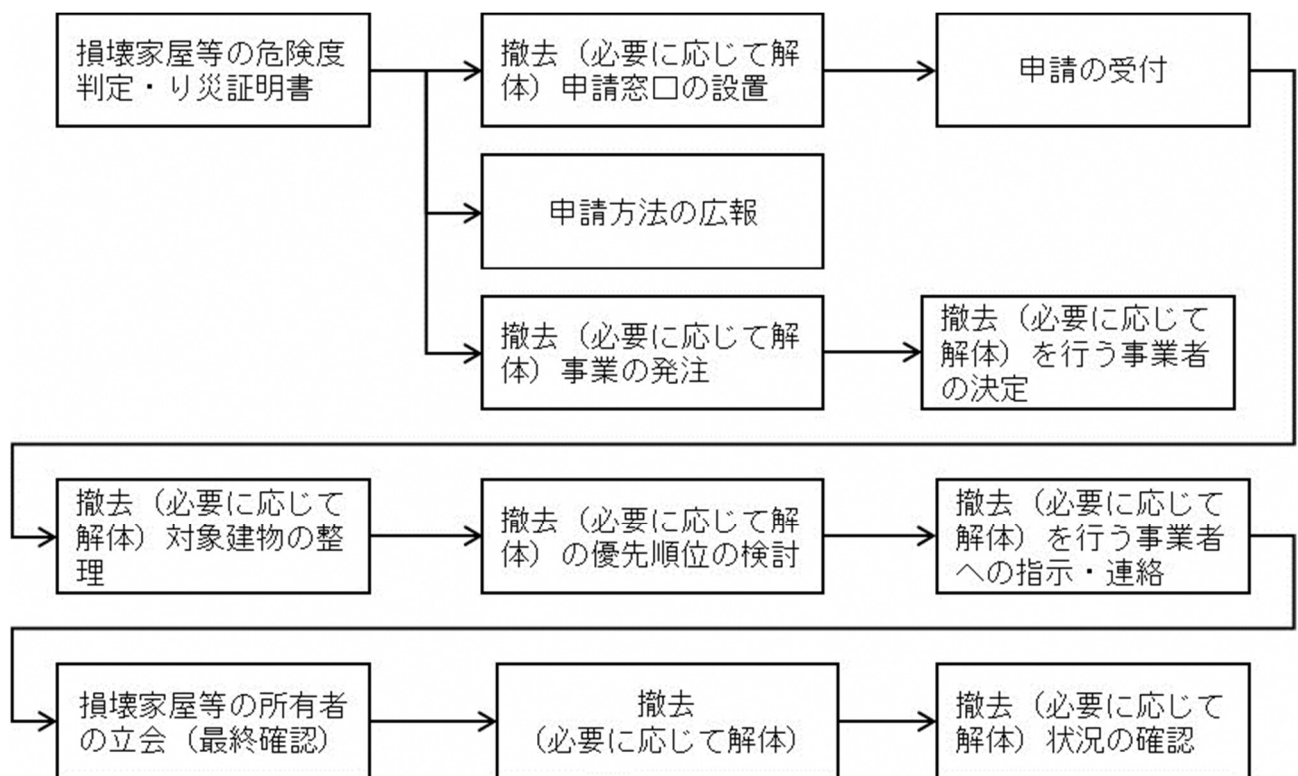 損壊家屋等の危険度
判定・り災証明書
撤去（必要に応じて解
体）申請窓口の設置
申請の受付
申請方法の広報
撤去（必要に応じて解
体）事業の発注
撤去（必要に応じて
解体）を行う事業者
の決定
撤去（必要に応じて
解体）対象建物の整
理
撤去（必要に応じて解
体）の優先順位の検討
撤去（必要に応じて
解体）を行う事業者
への指示・連絡
損壊家屋等の所有者
の立会（最終確認）
撤去
（必要に応じて解体）
撤去（必要に応じて
解体）状況の確認